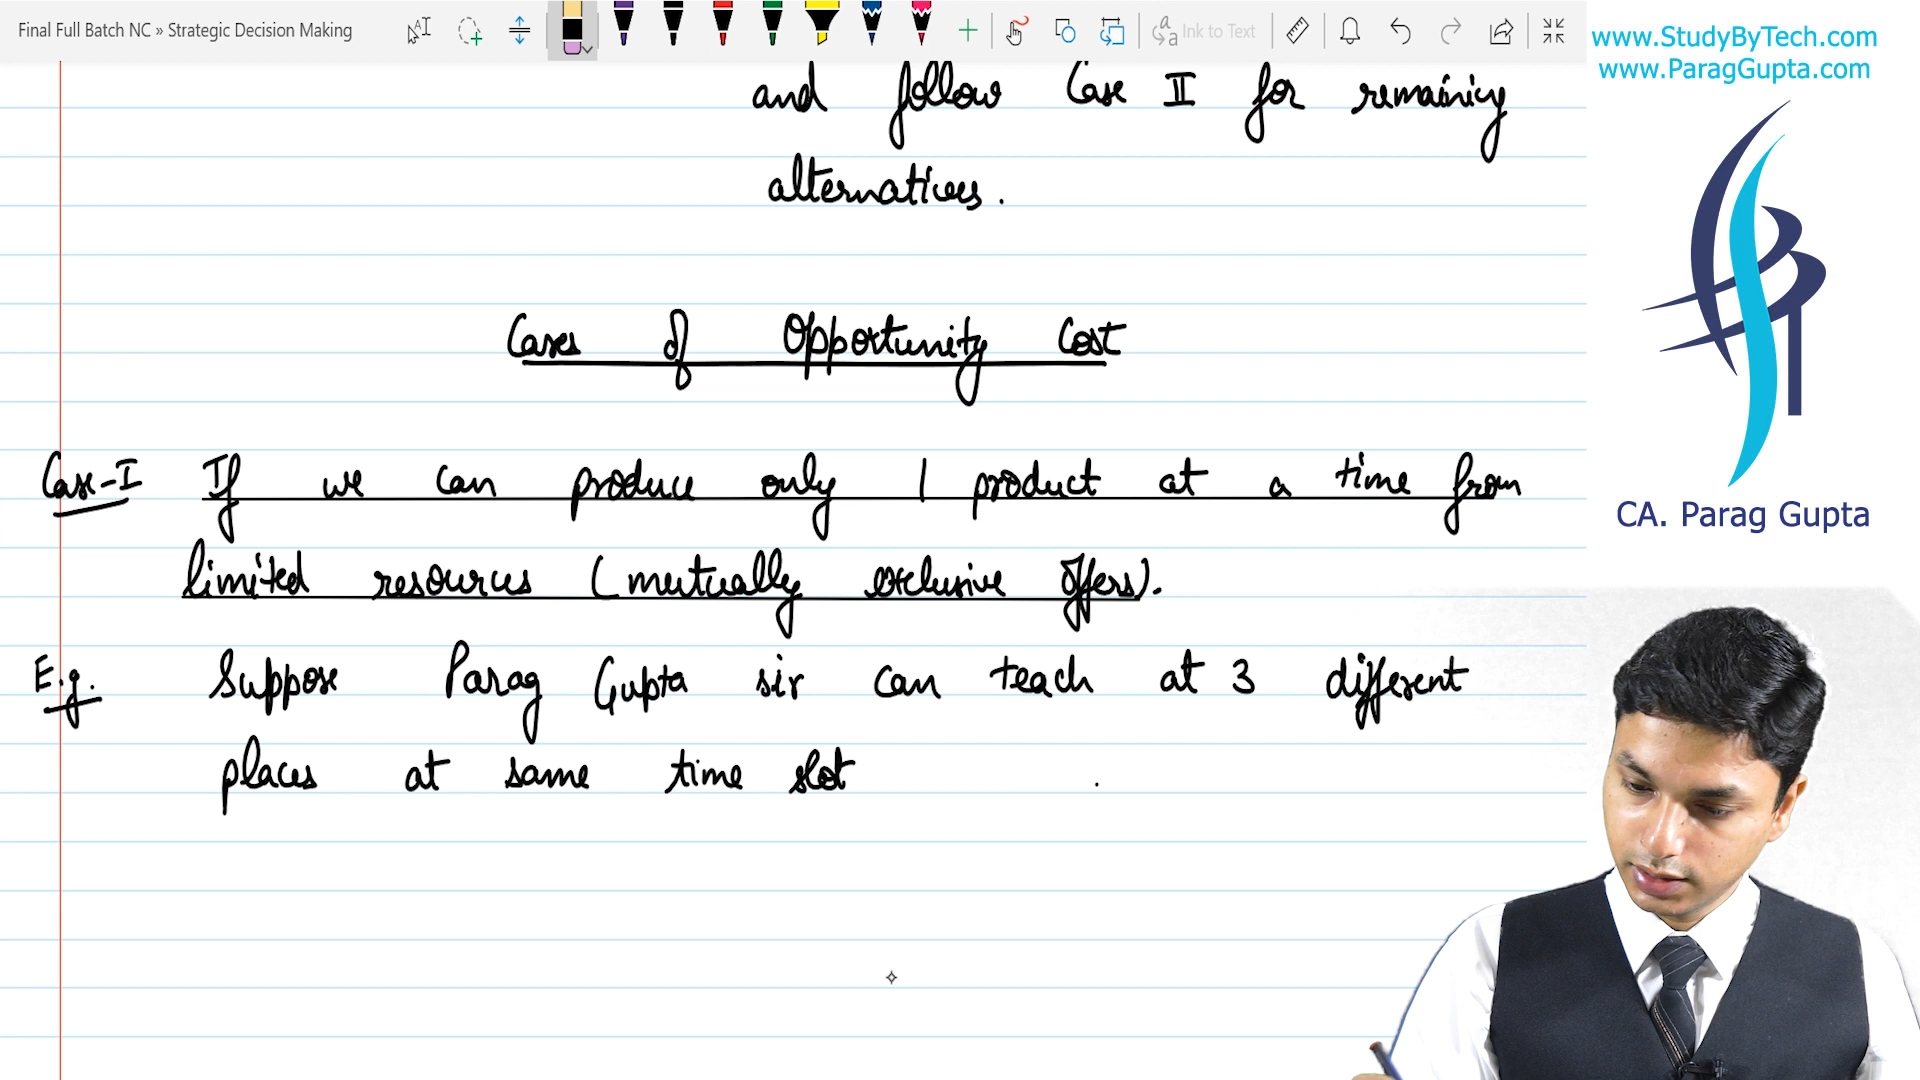 Final Full Batch NC » Strategic Decision Making
Ink to Text
www.StudyByTech.com
www.ParagGupta.com
and follow Case II for remaining
alternatives.
Cases of Opportunity Cost
Case-I If we can produce only 1 product at a time from
limited resources (mutually exclusive offers).
CA. Parag Gupta
E.g. Suppose Parag Gupta sir can teach at 3 different
places at same time slot